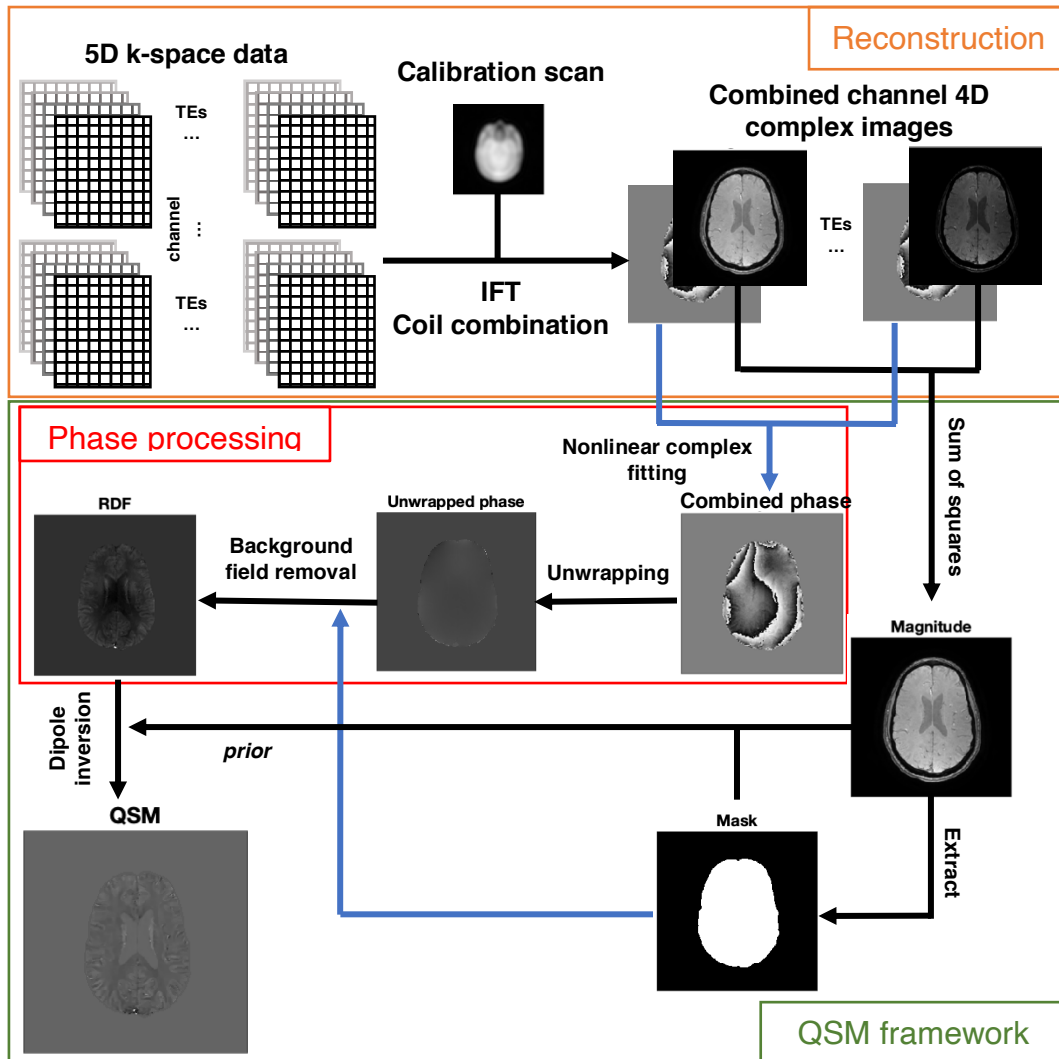 Reconstruction
5D k-space data
TEs
...
channel
...
TEs
...
Calibration scan
IFT
Coil combination
Combined channel 4D
complex images
TEs
...
Phase processing
Nonlinear complex
fitting
Sum of squares
Combined phase
Unwrapping
Unwrapped phase
Background
field removal
RDF
Magnitude
Dipole
inversion
prior
QSM
Mask
Extract
QSM framework